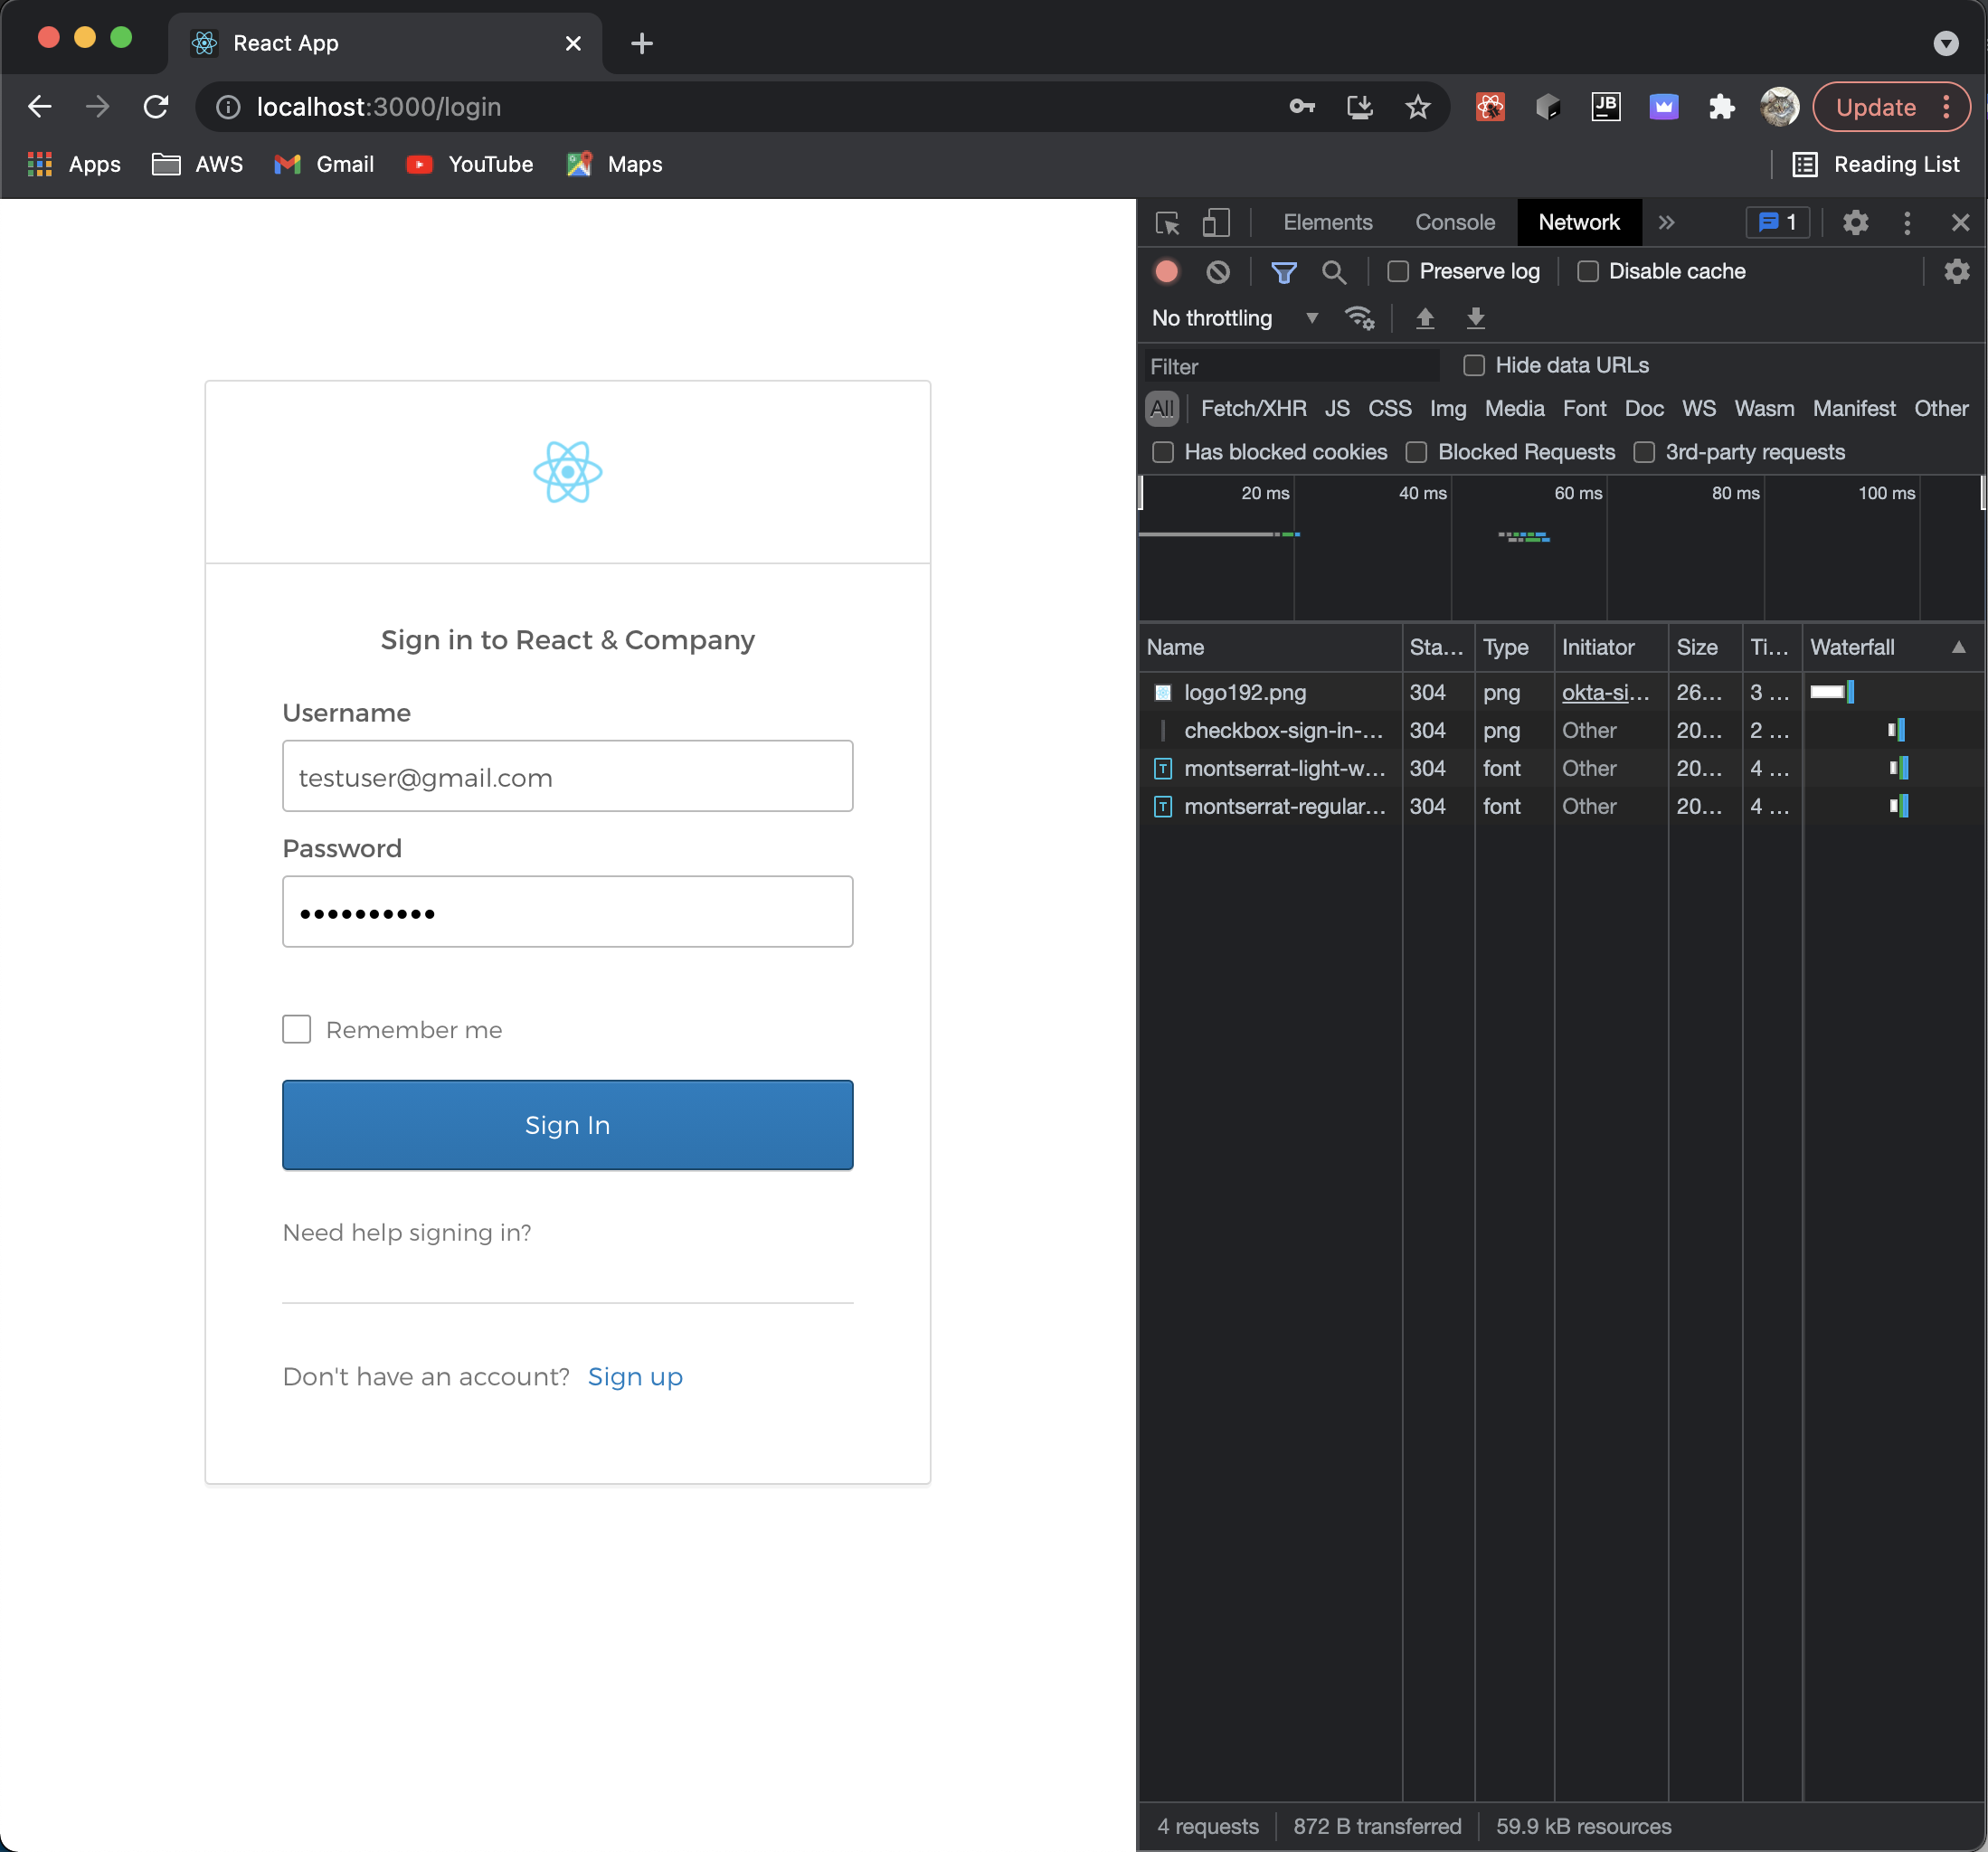 React App
localhost:3000/login
JB
Update
Apps AWS Gmail YouTube Maps Reading List
Sign in to React & Company
Username
testuser@gmail.com
Password
Remember me
Sign In
Need help signing in?
Don't have an account? Sign up
Elements Console Network 1
Preserve log Disable cache
No throttling
Filter Hide data URLs
All Fetch/XHR JS CSS Img Media Font Doc WS Wasm Manifest Other
Has blocked cookies Blocked Requests 3rd-party requests
20 ms 40 ms 60 ms 80 ms 100 ms
Name Sta... Type Initiator Size Ti... Waterfall
logo192.png 304 png okta-si... 26... 3 ...
checkbox-sign-in-... 304 png Other 20... 2 ...
T montserrat-light-w... 304 font Other 20... 4 ...
T montserrat-regular... 304 font Other 20... 4 ...
4 requests 872 B transferred 59.9 kB resources